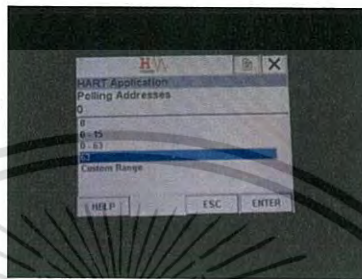 HART Application
Polling Addresses
0
0
0 - 15
0 - 63
63
Custom Range
HELP
ESC
ENTER